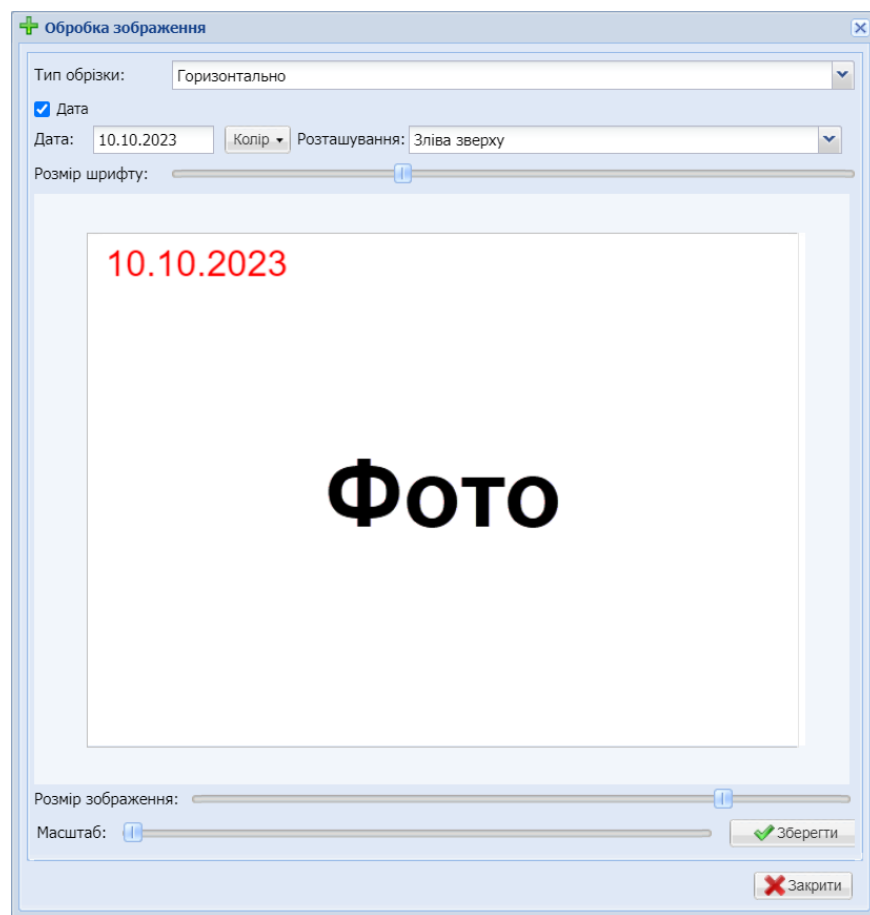 Обробка зображення
Тип обрізки: Горизонтально
Дата
Дата: 10.10.2023 Колір Розташування: Зліва зверху
Розмір шрифту:
10.10.2023
Фото
Розмір зображення:
Масштаб: Зберегти
Закрити